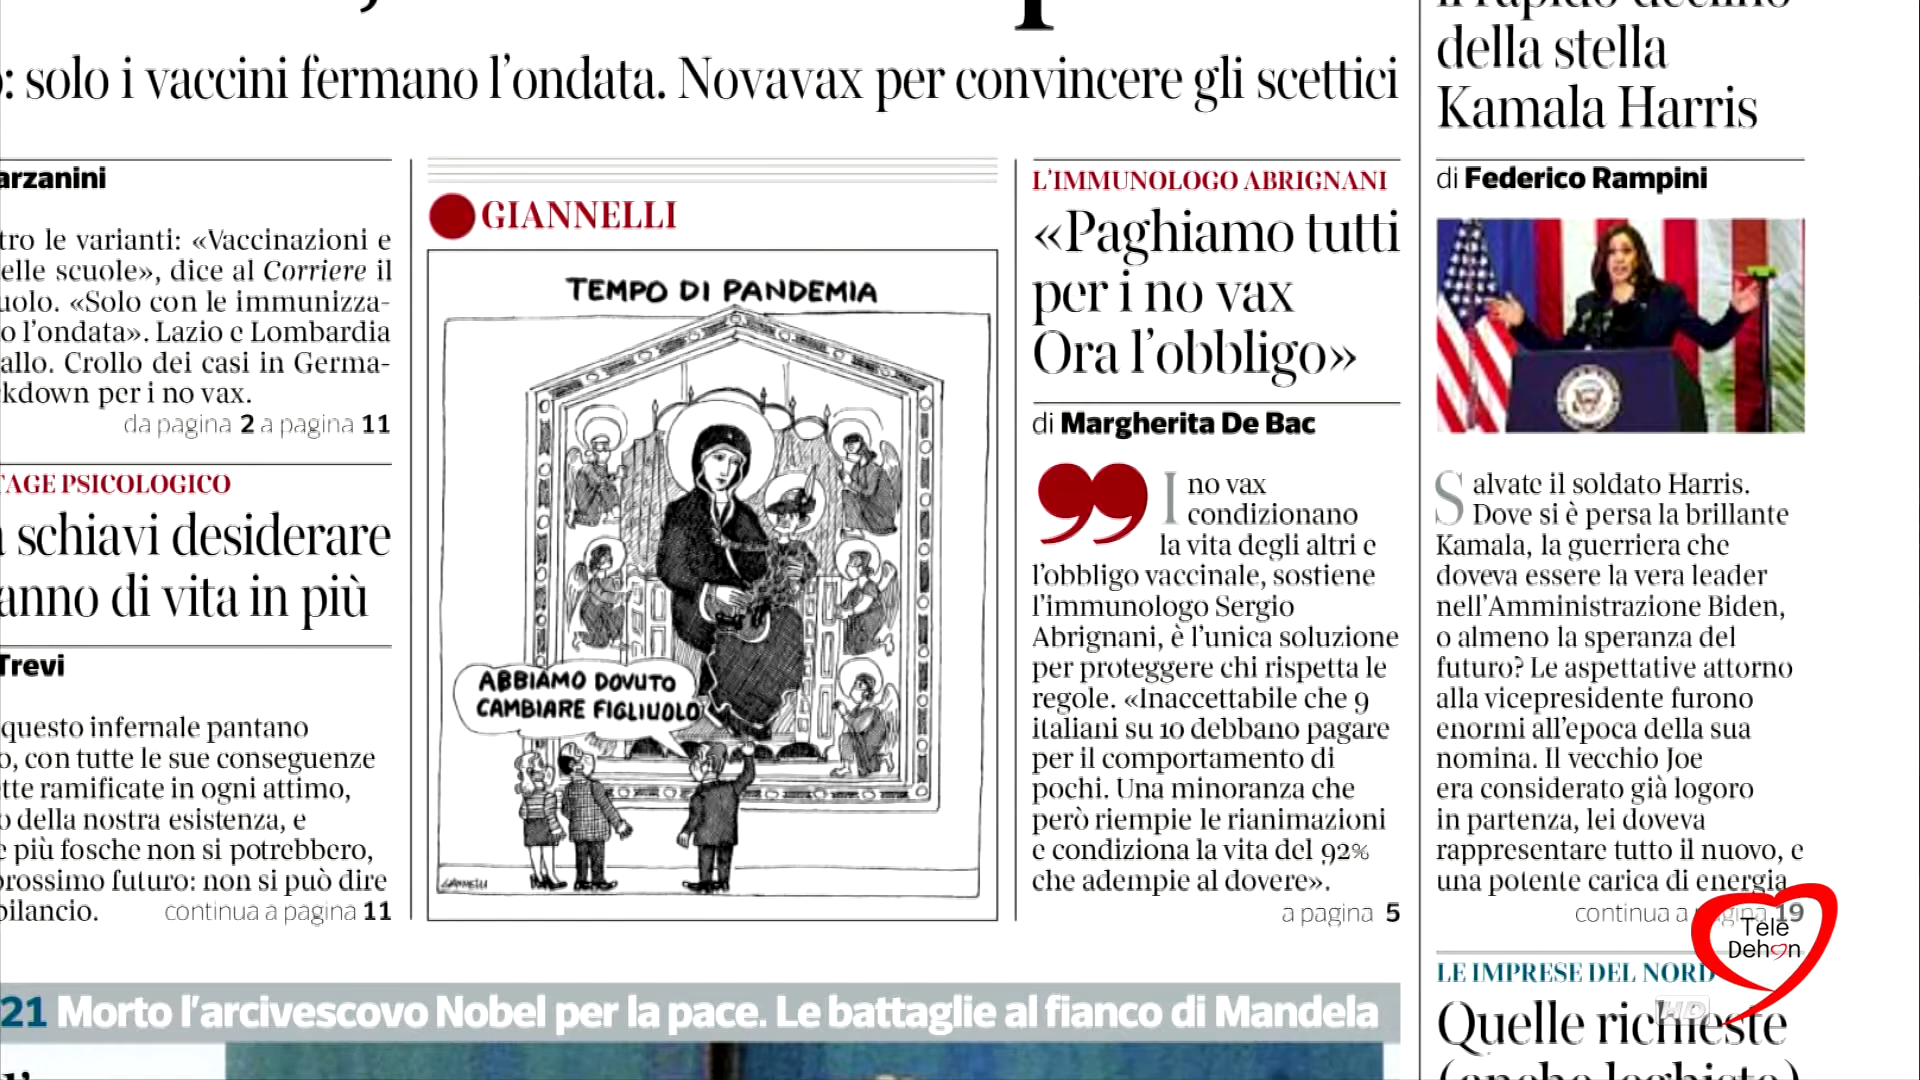 : solo i vaccini fermano l'ondata. Novavax per convincere gli scettici
arzanini
tro le varianti: «Vaccinazioni e
elle scuole», dice al Corriere il
uolo. «Solo con le immunizza-
o l'ondata». Lazio e Lombardia
allo. Crollo dei casi in Germa-
kdown per i no vax.
da pagina 2 a pagina 11
TAGE PSICOLOGICO
schiavi desiderare
anno di vita in più
Trevi
questo infernale pantano
o, con tutte le sue conseguenze
tte ramificate in ogni attimo,
o della nostra esistenza, e
e più fosche non si potrebbero,
prossimo futuro: non si può dire
bilancio.
continua a pagina 11
GIANNELLI
TEMPO DI PANDEMIA
ABBIAMO DOVUTO
CAMBIARE FIGLIUOLO
GIANNELLI
L'IMMUNOLOGO ABRIGNANI
«Paghiamo tutti
per i no vax
Ora l'obbligo»
di Margherita De Bac
I no vax
condizionano
la vita degli altri e
l'obbligo vaccinale, sostiene
l'immunologo Sergio
Abrignani, è l'unica soluzione
per proteggere chi rispetta le
regole. «Inaccettabile che 9
italiani su 10 debbano pagare
per il comportamento di
pochi. Una minoranza che
però riempie le rianimazioni
e condiziona la vita del 92%
che adempie al dovere».
a pagina 5
Il rapido declino
della stella
Kamala Harris
di Federico Rampini
Salvate il soldato Harris.
Dove si è persa la brillante
Kamala, la guerriera che
doveva essere la vera leader
nell'Amministrazione Biden,
o almeno la speranza del
futuro? Le aspettative attorno
alla vicepresidente furono
enormi all'epoca della sua
nomina. Il vecchio Joe
era considerato già logoro
in partenza, lei doveva
rappresentare tutto il nuovo, e
una potente carica di energia
continua a pagina 19
LE IMPRESE DEL NORD
Quelle richieste
(anche leghiste)
21 Morto l'arcivescovo Nobel per la pace. Le battaglie al fianco di Mandela
Tele
Dehon
HD